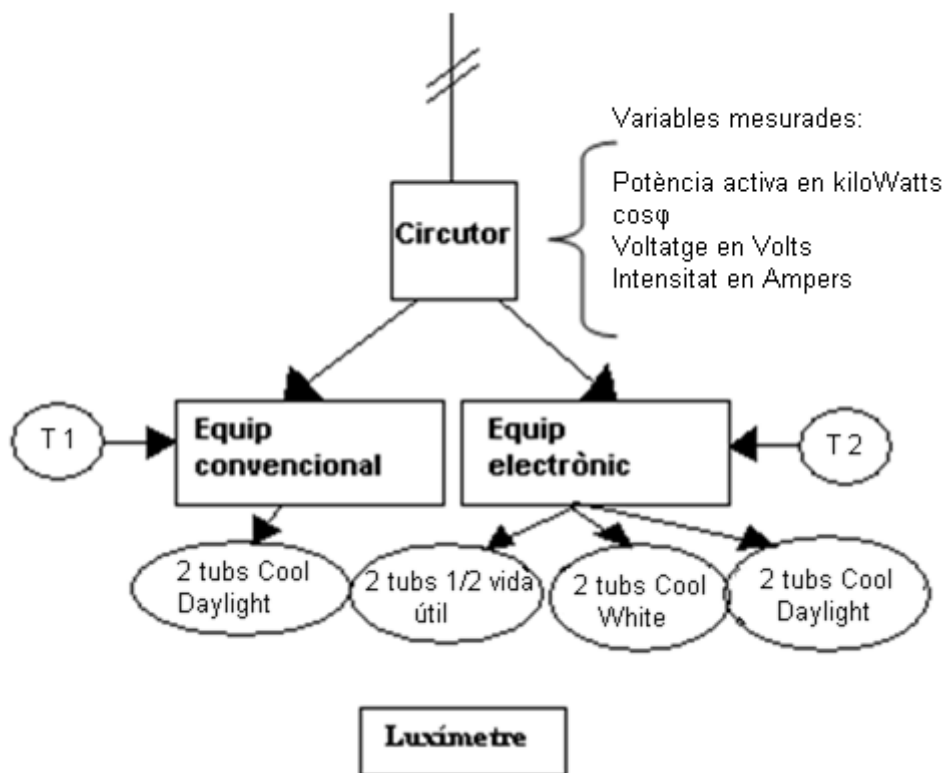 Variables mesurades:
Potència activa en kiloWatts
cosφ
Voltatge en Volts
Intensitat en Ampers
Circutor
T 1
Equip
convencional
Equip
electrònic
T 2
2 tubs Cool
Daylight
2 tubs 1/2 vida
útil
2 tubs Cool
White
2 tubs Cool
Daylight
Luxímetre